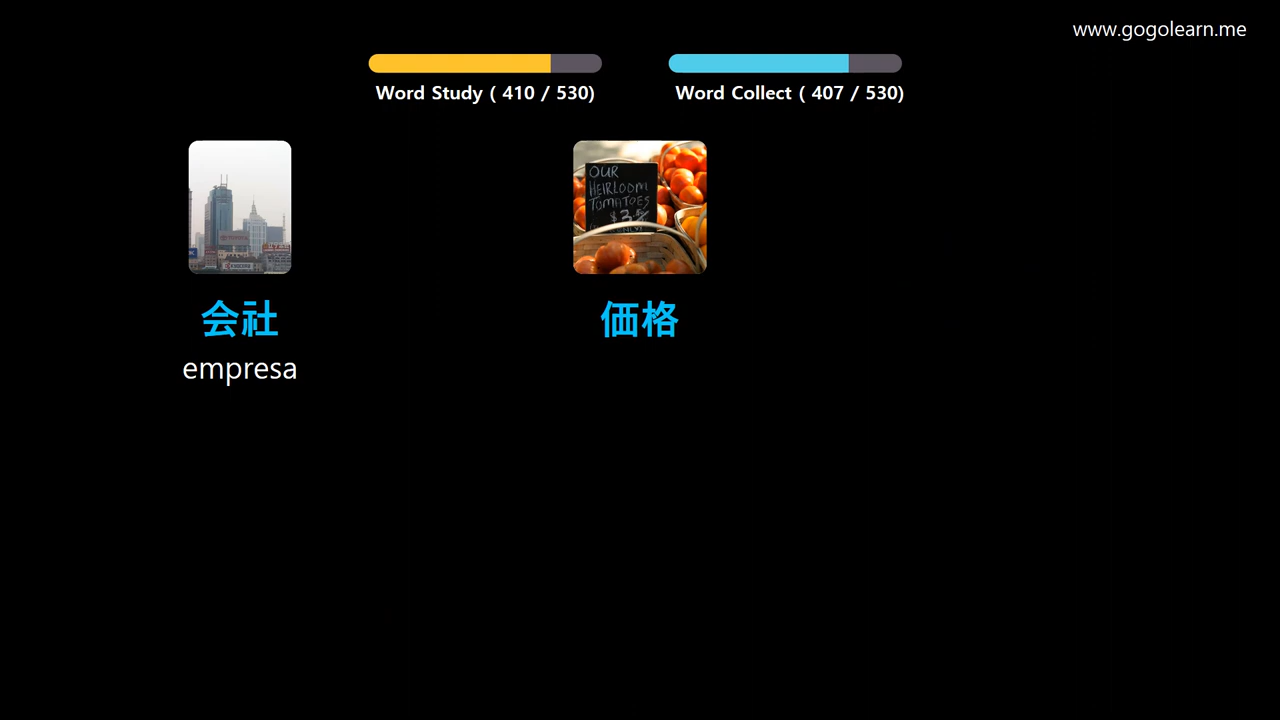 www.gogolearn.me
Word Study ( 410 / 530)
Word Collect ( 407 / 530)
OUR
HEIRLOOM
TOMATOES
会社
価格
empresa